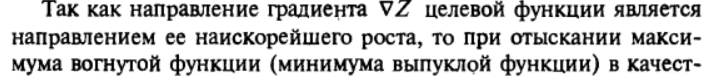 Так как направление градиента ∇Z целевой функции является
направлением ее наискорейшего роста, то при отыскании макси-
мума вогнутой функции (минимума выпуклой функции) в качест-